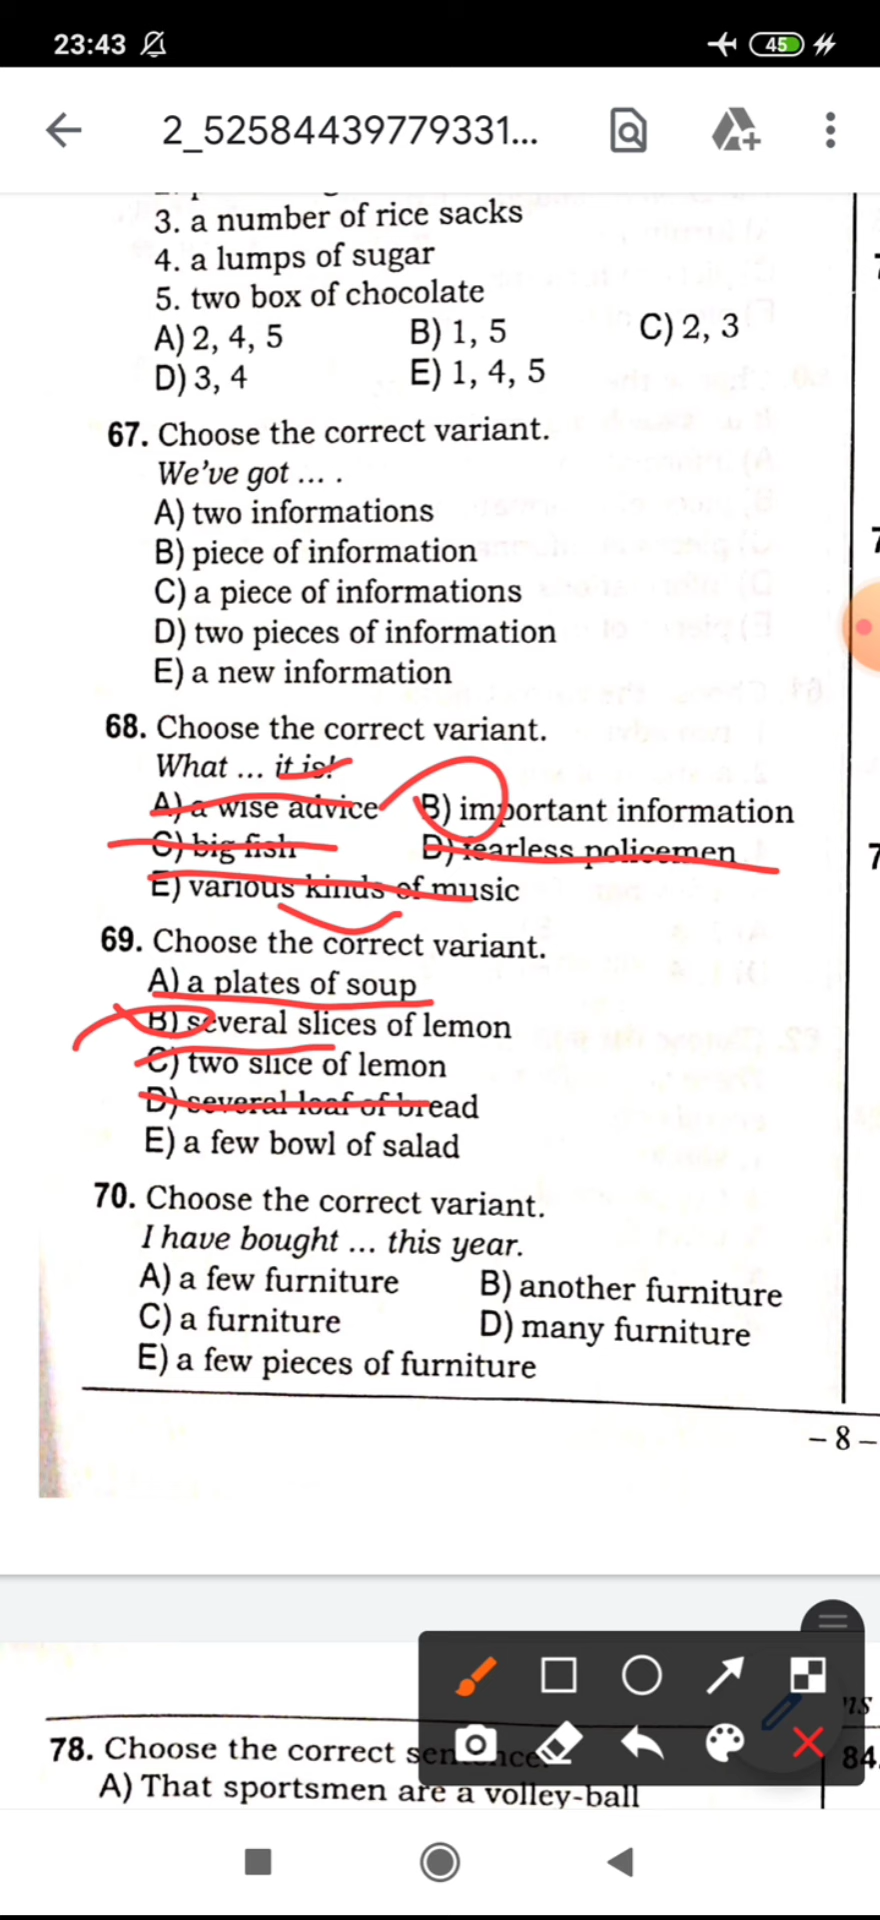 23:43
45
2_52584439779331...
3. a number of rice sacks
4. a lumps of sugar
5. two box of chocolate
A) 2, 4, 5 B) 1, 5 C) 2, 3
D) 3, 4 E) 1, 4, 5
67. Choose the correct variant.
We've got ... .
A) two informations
B) piece of information
C) a piece of informations
D) two pieces of information
E) a new information
68. Choose the correct variant.
What ... it is!
A) a wise advice B) important information
C) big fish D) fearless policemen
E) various kinds of music
69. Choose the correct variant.
A) a plates of soup
B) several slices of lemon
C) two slice of lemon
D) several loaf of bread
E) a few bowl of salad
70. Choose the correct variant.
I have bought ... this year.
A) a few furniture B) another furniture
C) a furniture D) many furniture
E) a few pieces of furniture
– 8 –
78. Choose the correct
A) That sportsmen are a volley-ball
84.